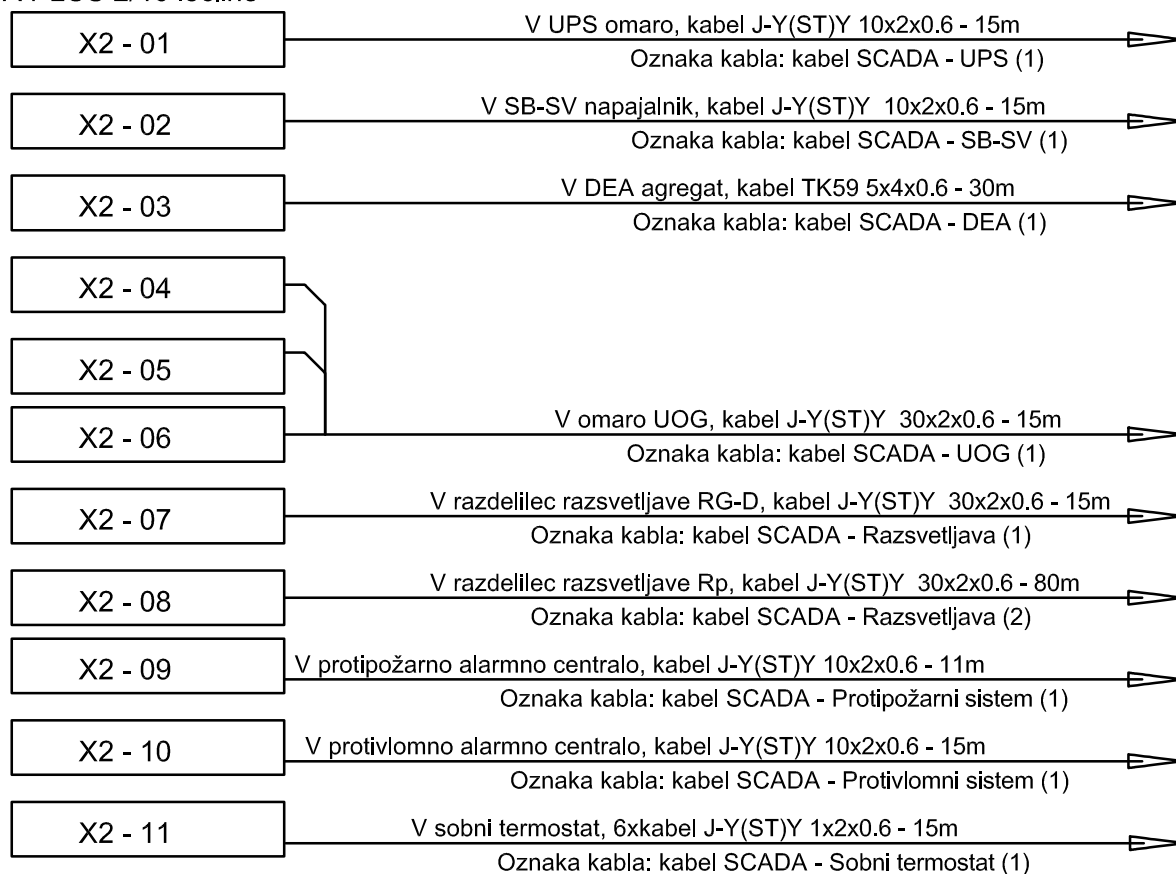 X2 - 01
V UPS omaro, kabel J-Y(ST)Y 10x2x0.6 - 15m
Oznaka kabla: kabel SCADA - UPS (1)
X2 - 02
V SB-SV napajalnik, kabel J-Y(ST)Y 10x2x0.6 - 15m
Oznaka kabla: kabel SCADA - SB-SV (1)
X2 - 03
V DEA agregat, kabel TK59 5x4x0.6 - 30m
Oznaka kabla: kabel SCADA - DEA (1)
X2 - 04
X2 - 05
X2 - 06
V omaro UOG, kabel J-Y(ST)Y 30x2x0.6 - 15m
Oznaka kabla: kabel SCADA - UOG (1)
X2 - 07
V razdelilec razsvetljave RG-D, kabel J-Y(ST)Y 30x2x0.6 - 15m
Oznaka kabla: kabel SCADA - Razsvetljava (1)
X2 - 08
V razdelilec razsvetljave Rp, kabel J-Y(ST)Y 30x2x0.6 - 80m
Oznaka kabla: kabel SCADA - Razsvetljava (2)
X2 - 09
V protipožarno alarmno centralo, kabel J-Y(ST)Y 10x2x0.6 - 11m
Oznaka kabla: kabel SCADA - Protipožarni sistem (1)
X2 - 10
V protivlomno alarmno centralo, kabel J-Y(ST)Y 10x2x0.6 - 15m
Oznaka kabla: kabel SCADA - Protivlomni sistem (1)
X2 - 11
V sobni termostat, 6xkabel J-Y(ST)Y 1x2x0.6 - 15m
Oznaka kabla: kabel SCADA - Sobni termostat (1)